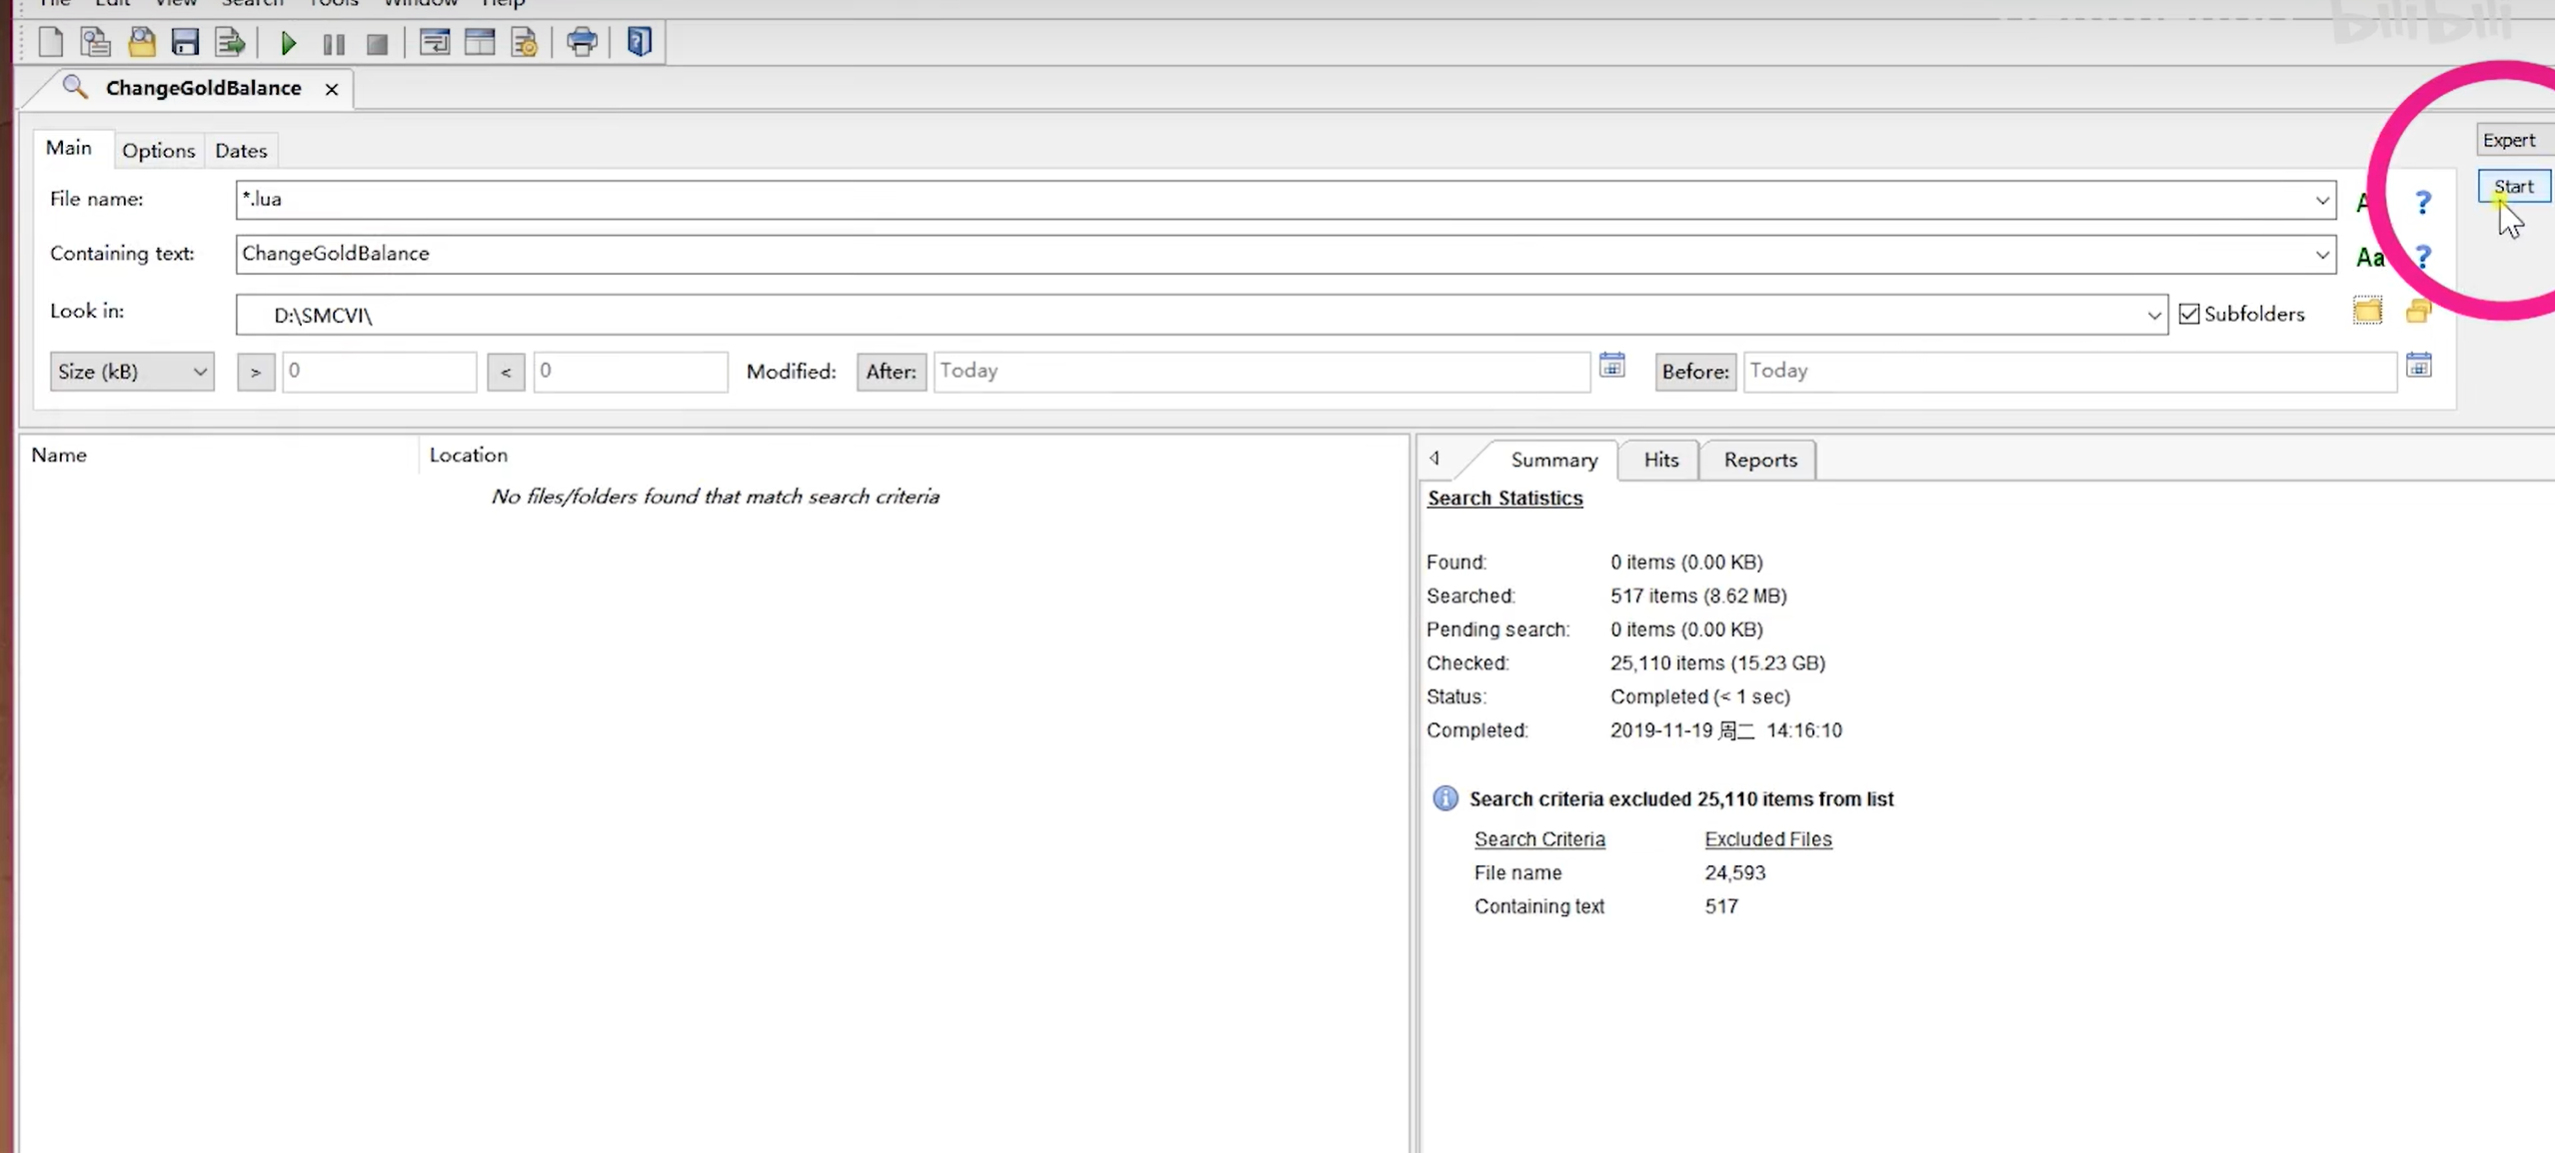 File Edit View Search Tools Window Help
bilibili
ChangeGoldBalance
Main Options Dates
Expert
File name: *.lua
Start
Containing text: ChangeGoldBalance Aa ?
Look in: D:\SMCVI\ Subfolders
Size (kB) > 0 < 0 Modified: After: Today Before: Today
Name Location
Summary Hits Reports
No files/folders found that match search criteria
Search Statistics
Found: 0 items (0.00 KB)
Searched: 517 items (8.62 MB)
Pending search: 0 items (0.00 KB)
Checked: 25,110 items (15.23 GB)
Status: Completed (< 1 sec)
Completed: 2019-11-19 周二 14:16:10
Search criteria excluded 25,110 items from list
Search Criteria Excluded Files
File name 24,593
Containing text 517